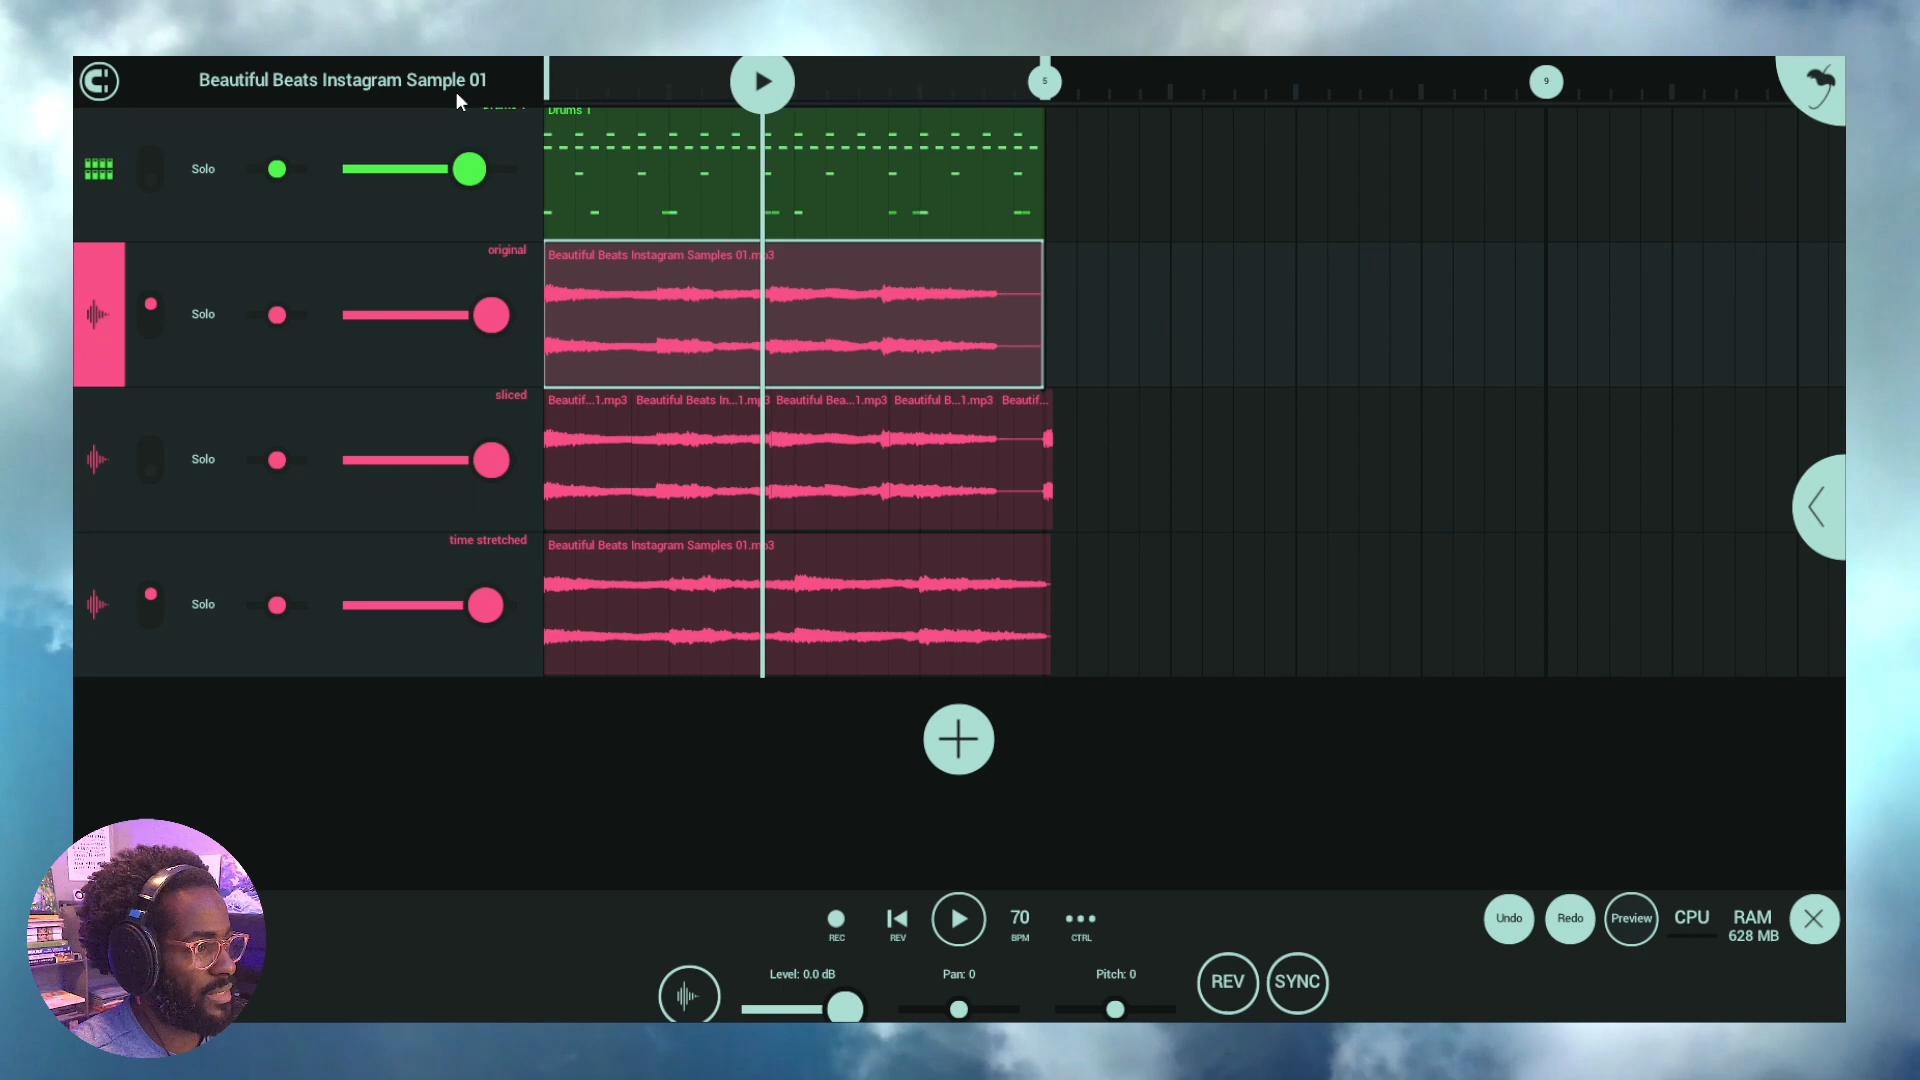 Beautiful Beats Instagram Sample 01
5
9
Drums 1
Solo
original
Beautiful Beats Instagram Samples 01.mp3
Solo
sliced
Beautif...1.mp3
Beautiful Beats In...1.mp3
Beautiful Bea...1.mp3
Beautiful B...1.mp3
Beautif...
Solo
time stretched
Beautiful Beats Instagram Samples 01.mp3
Solo
REC
REV
70
BPM
CTRL
Undo
Redo
Preview
CPU
RAM
628 MB
Level: 0.0 dB
Pan: 0
Pitch: 0
REV
SYNC